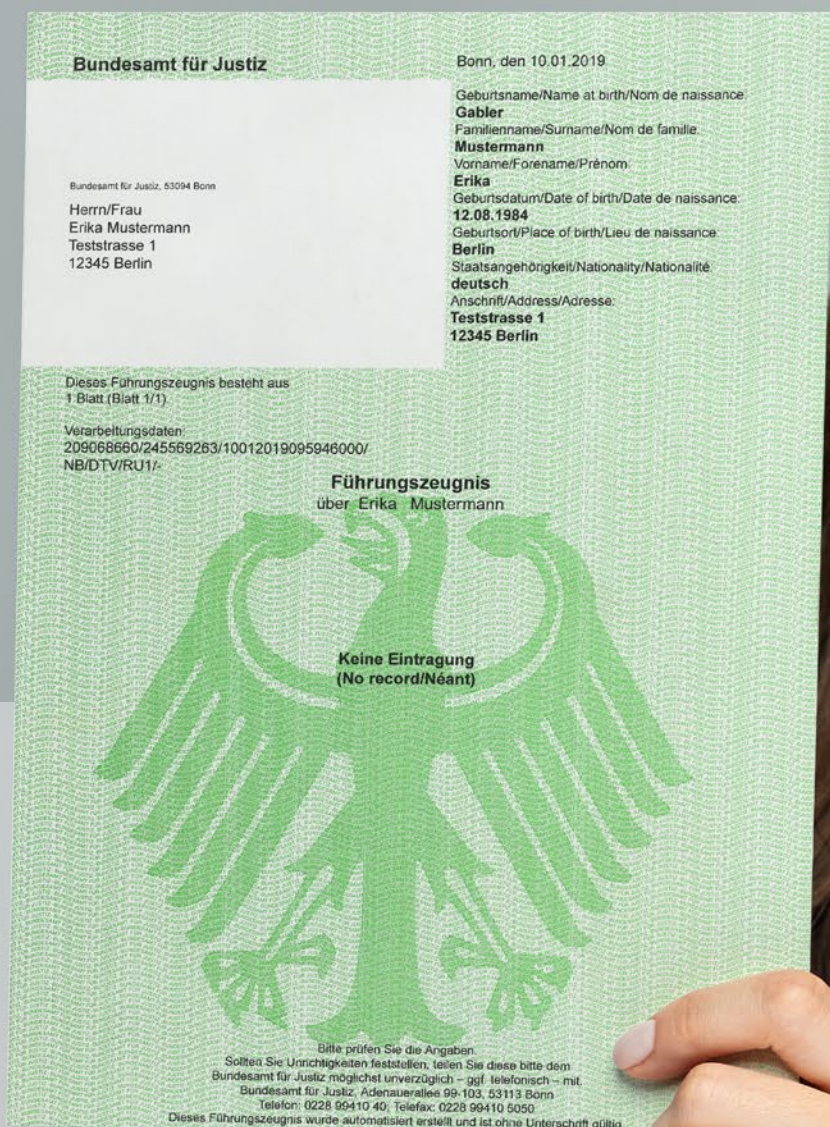 Bundesamt für Justiz
Bundesamt für Justiz, 53094 Bonn
Herrn/Frau
Erika Mustermann
Teststrasse 1
12345 Berlin
Bonn, den 10.01.2019
Geburtsname/Name at birth/Nom de naissance:
Gabler
Familienname/Surname/Nom de famille:
Mustermann
Vorname/Forename/Prénom:
Erika
Geburtsdatum/Date of birth/Date de naissance:
12.08.1984
Geburtsort/Place of birth/Lieu de naissance:
Berlin
Staatsangehörigkeit/Nationality/Nationalité:
deutsch
Anschrift/Address/Adresse:
Teststrasse 1
12345 Berlin
Dieses Führungszeugnis besteht aus
1 Blatt (Blatt 1/1).
Verarbeitungsdaten:
209068660/245569263/10012019095946000/
NB/DTV/RU1/-
Führungszeugnis
über Erika Mustermann
Keine Eintragung
(No record/Néant)
Bitte prüfen Sie die Angaben.
Sollten Sie Unrichtigkeiten feststellen, teilen Sie diese bitte dem
Bundesamt für Justiz möglichst unverzüglich – ggf. telefonisch – mit.
Bundesamt für Justiz, Adenauerallee 99-103, 53113 Bonn
Telefon: 0228 99410 40; Telefax: 0228 99410 5050
Dieses Führungszeugnis wurde automatisiert erstellt und ist ohne Unterschrift gültig.